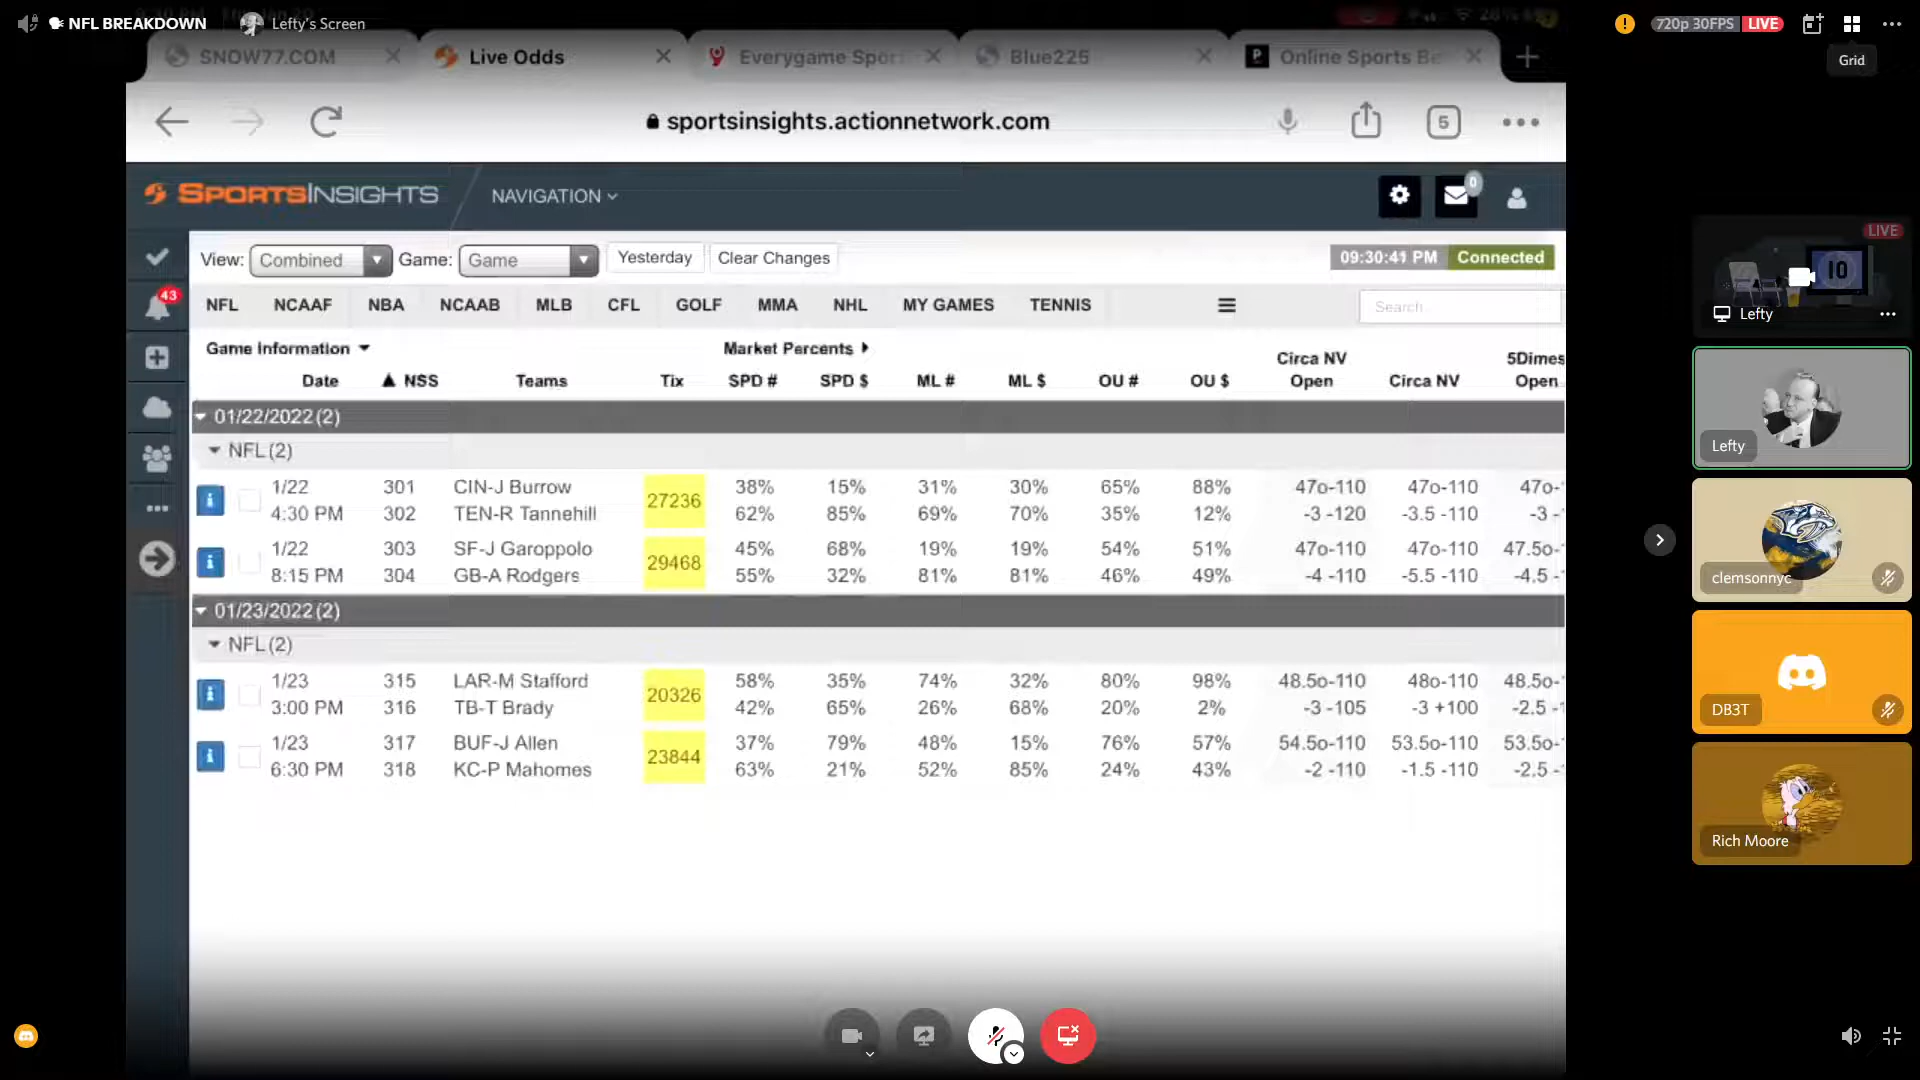 NFL BREAKDOWN Lefty's Screen
720p 30FPS LIVE
Grid
SNOW77.COM Live Odds Everygame Spor Blue225 Online Sports Be
sportsinsights.actionnetwork.com 5
SPORTSINSIGHTS NAVIGATION 0
View: Combined Game: Game Yesterday Clear Changes 09:30:41 PM Connected
43
NFL NCAAF NBA NCAAB MLB CFL GOLF MMA NHL MY GAMES TENNIS Search
Game Information Market Percents
Circa NV Open Circa NV 5Dimes Open
Date NSS Teams Tix SPD # SPD $ ML # ML $ OU # OU $
01/22/2022 (2)
NFL (2)
1/22 301 CIN-J Burrow 27236 38% 15% 31% 30% 65% 88% 47o-110 47o-110 47o-
4:30 PM 302 TEN-R Tannehill 62% 85% 69% 70% 35% 12% -3 -120 -3.5 -110 -3 -
1/22 303 SF-J Garoppolo 29468 45% 68% 19% 19% 54% 51% 47o-110 47o-110 47.5o-
8:15 PM 304 GB-A Rodgers 55% 32% 81% 81% 46% 49% -4 -110 -5.5 -110 -4.5 -
01/23/2022 (2)
NFL (2)
1/23 315 LAR-M Stafford 20326 58% 35% 74% 32% 80% 98% 48.5o-110 48o-110 48.5o-
3:00 PM 316 TB-T Brady 42% 65% 26% 68% 20% 2% -3 -105 -3 +100 -2.5 -
1/23 317 BUF-J Allen 23844 37% 79% 48% 15% 76% 57% 54.5o-110 53.5o-110 53.5o-
6:30 PM 318 KC-P Mahomes 63% 21% 52% 85% 24% 43% -2 -110 -1.5 -110 -2.5 -
LIVE
Lefty
Lefty
clemsonnyc
DB3T
Rich Moore